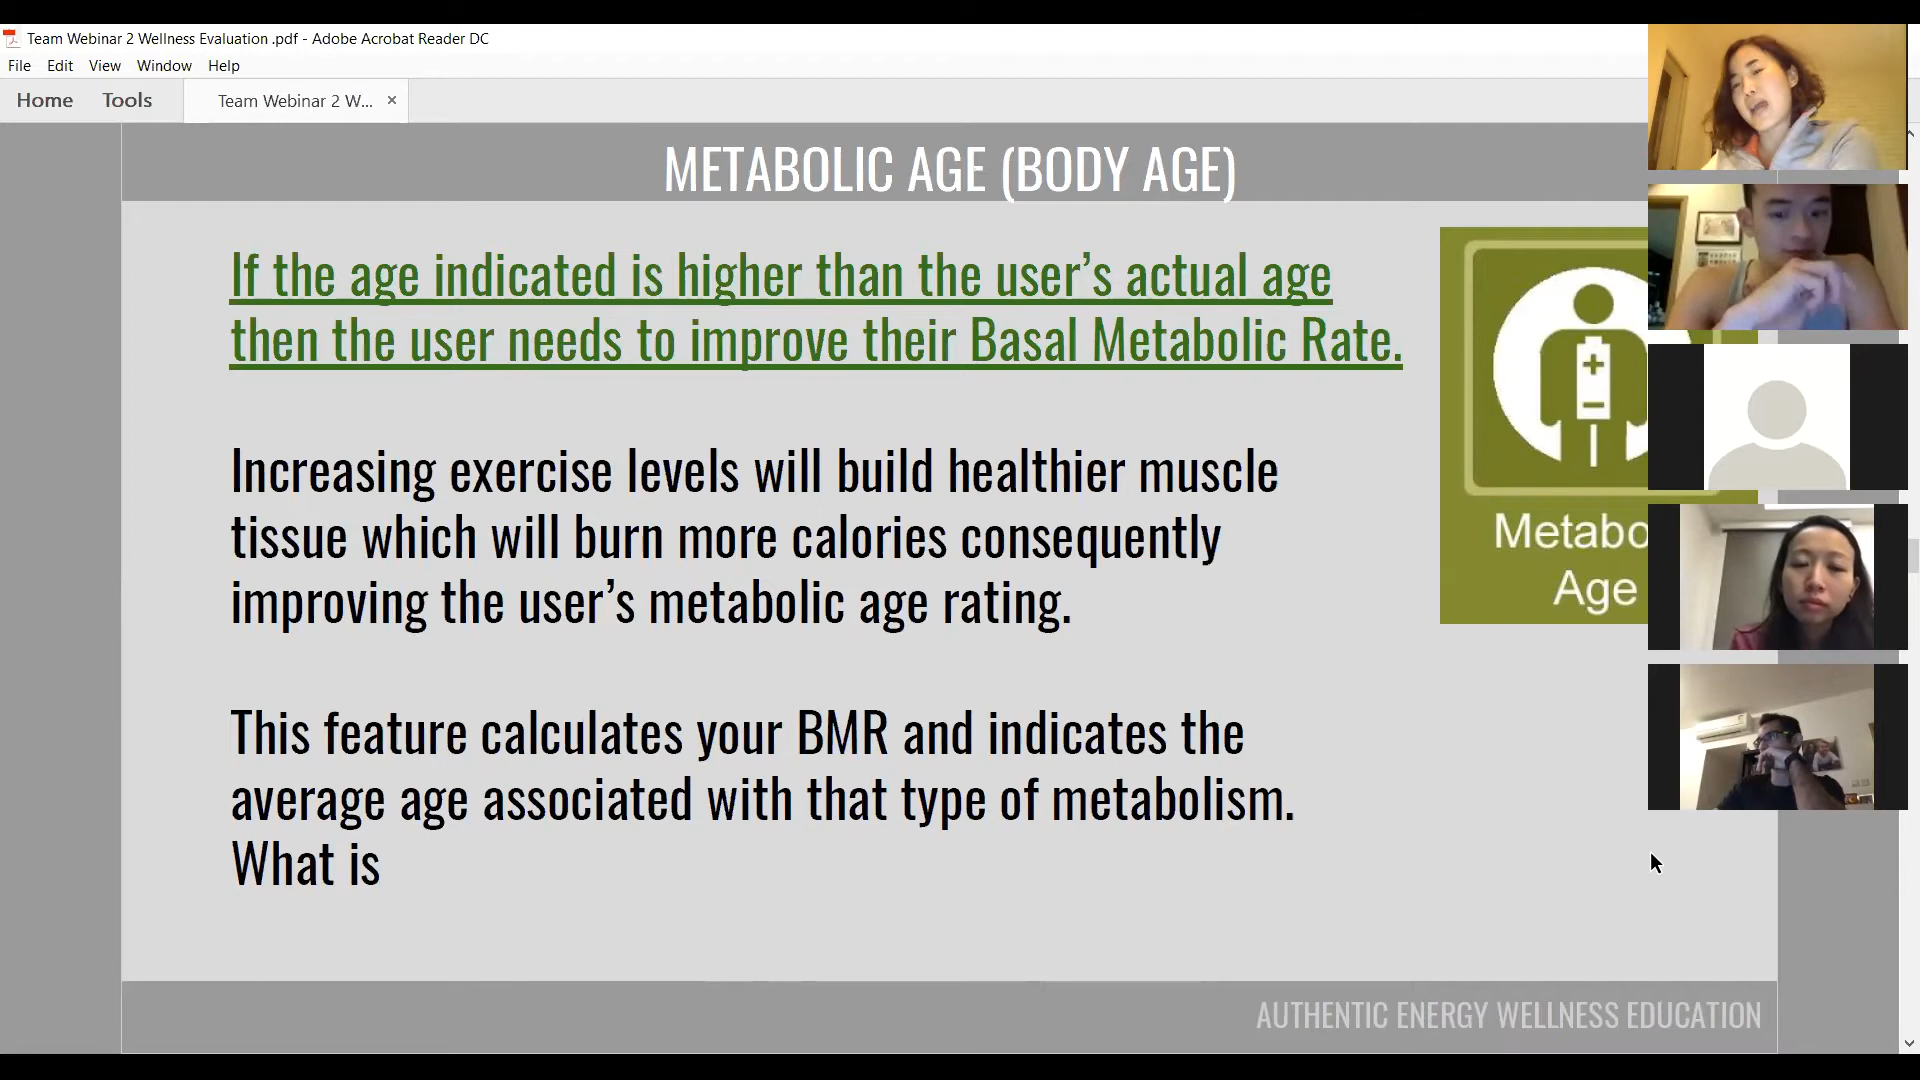 Team Webinar 2 Wellness Evaluation .pdf - Adobe Acrobat Reader DC
File Edit View Window Help
Home Tools Team Webinar 2 W... ×
METABOLIC AGE (BODY AGE)
If the age indicated is higher than the user’s actual age
then the user needs to improve their Basal Metabolic Rate.
Increasing exercise levels will build healthier muscle
tissue which will burn more calories consequently
improving the user’s metabolic age rating.
This feature calculates your BMR and indicates the
average age associated with that type of metabolism.
What is
Metabo
Age
AUTHENTIC ENERGY WELLNESS EDUCATION